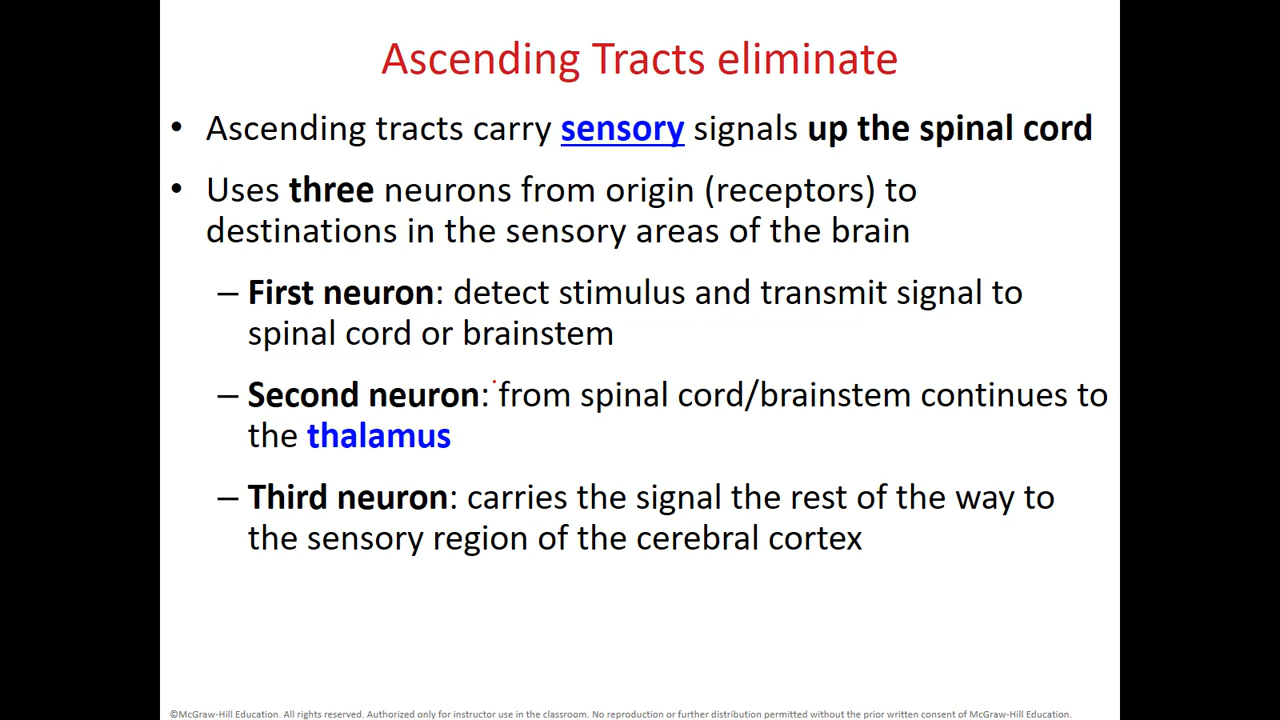 Ascending Tracts eliminate
• Ascending tracts carry sensory signals up the spinal cord
• Uses three neurons from origin (receptors) to
destinations in the sensory areas of the brain
– First neuron: detect stimulus and transmit signal to
spinal cord or brainstem
– Second neuron: from spinal cord/brainstem continues to
the thalamus
– Third neuron: carries the signal the rest of the way to
the sensory region of the cerebral cortex
©McGraw-Hill Education. All rights reserved. Authorized only for instructor use in the classroom. No reproduction or further distribution permitted without the prior written consent of McGraw-Hill Education.